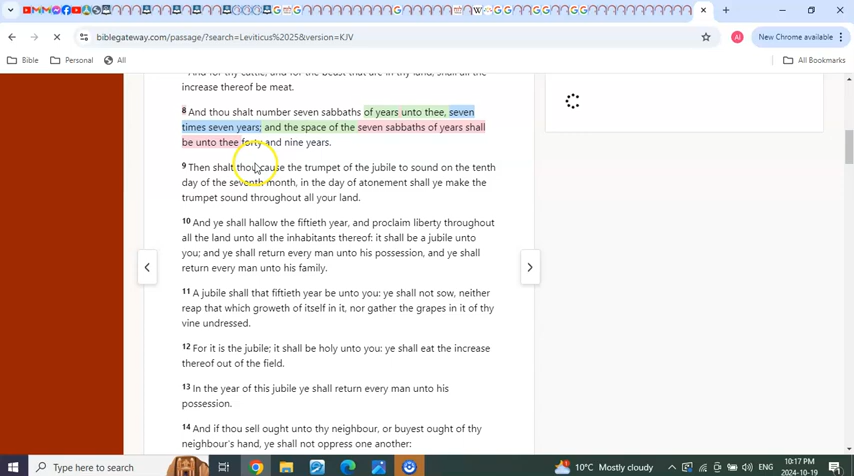 biblegateway.com/passage/?search=Leviticus%2025&version=KJV
AI
New Chrome available
Bible
Personal
All
All Bookmarks
increase thereof be meat.
8 And thou shalt number seven sabbaths of years unto thee, seven
times seven years; and the space of the seven sabbaths of years shall
be unto thee forty and nine years.
9 Then shalt thou cause the trumpet of the jubile to sound on the tenth
day of the seventh month, in the day of atonement shall ye make the
trumpet sound throughout all your land.
10 And ye shall hallow the fiftieth year, and proclaim liberty throughout
all the land unto all the inhabitants thereof: it shall be a jubile unto
you; and ye shall return every man unto his possession, and ye shall
return every man unto his family.
11 A jubile shall that fiftieth year be unto you: ye shall not sow, neither
reap that which groweth of itself in it, nor gather the grapes in it of thy
vine undressed.
12 For it is the jubile; it shall be holy unto you: ye shall eat the increase
thereof out of the field.
13 In the year of this jubile ye shall return every man unto his
possession.
14 And if thou sell ought unto thy neighbour, or buyest ought of thy
neighbour's hand, ye shall not oppress one another:
Type here to search
10°C Mostly cloudy
ENG
10:17 PM
2024-10-19